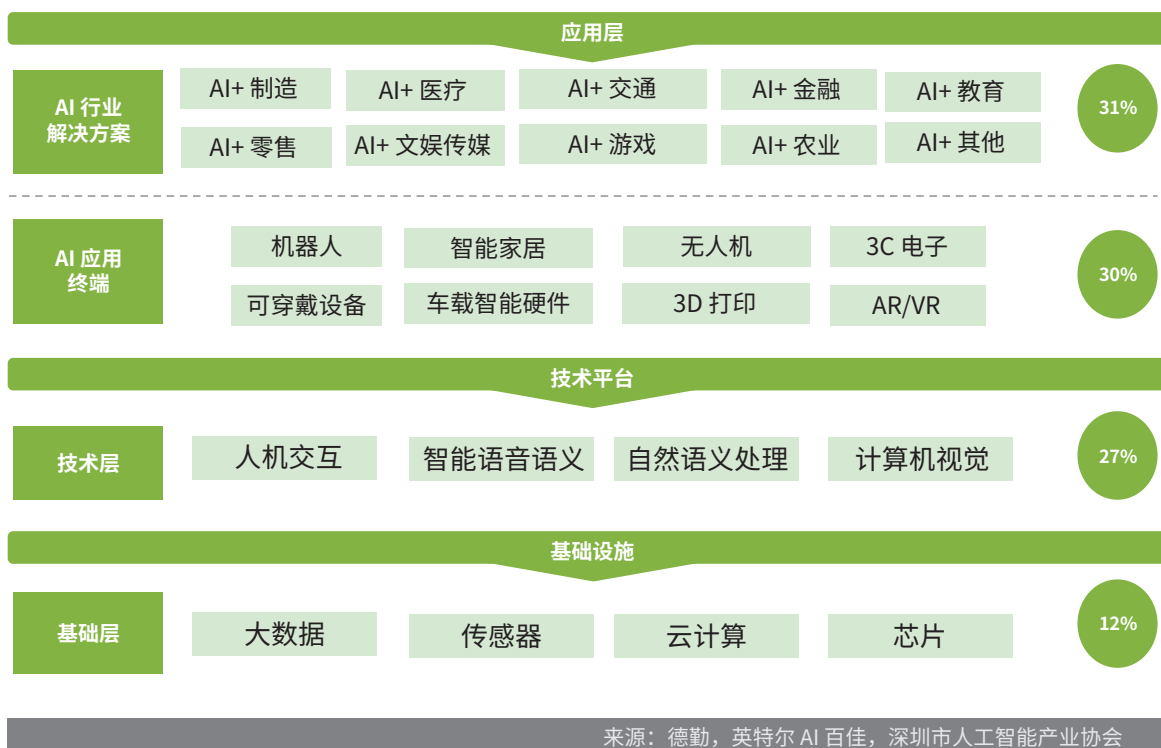 应用层
AI 行业
解决方案
AI+ 制造
AI+ 医疗
AI+ 交通
AI+ 金融
AI+ 教育
31%
AI+ 零售
AI+ 文娱传媒
AI+ 游戏
AI+ 农业
AI+ 其他
AI 应用
终端
机器人
智能家居
无人机
3C 电子
30%
可穿戴设备
车载智能硬件
3D 打印
AR/VR
技术平台
技术层
人机交互
智能语音语义
自然语义处理
计算机视觉
27%
基础设施
基础层
大数据
传感器
云计算
芯片
12%
来源：德勤，英特尔 AI 百佳，深圳市人工智能产业协会